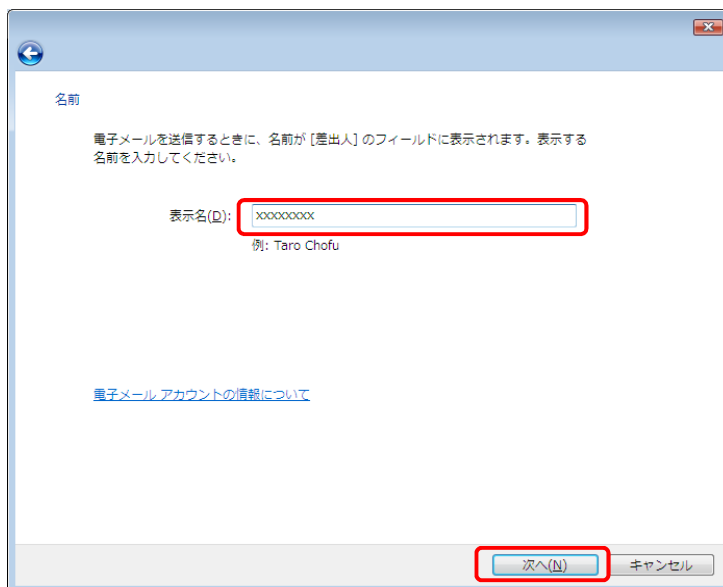 名前
電子メールを送信するときに、名前が [差出人] のフィールドに表示されます。表示する
名前を入力してください。
表示名(D): xxxxxxxx
例: Taro Chofu
電子メール アカウントの情報について
次へ(N) キャンセル